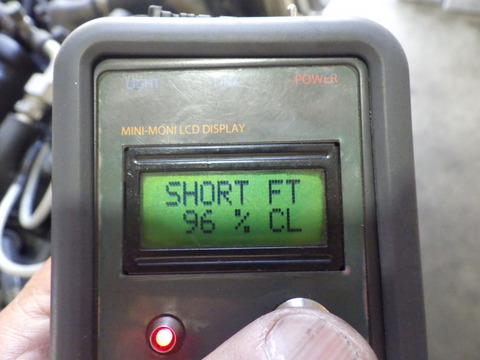 LIGHT
POWER
MINI-MONI LCD DISPLAY
SHORT FT
96 % CL